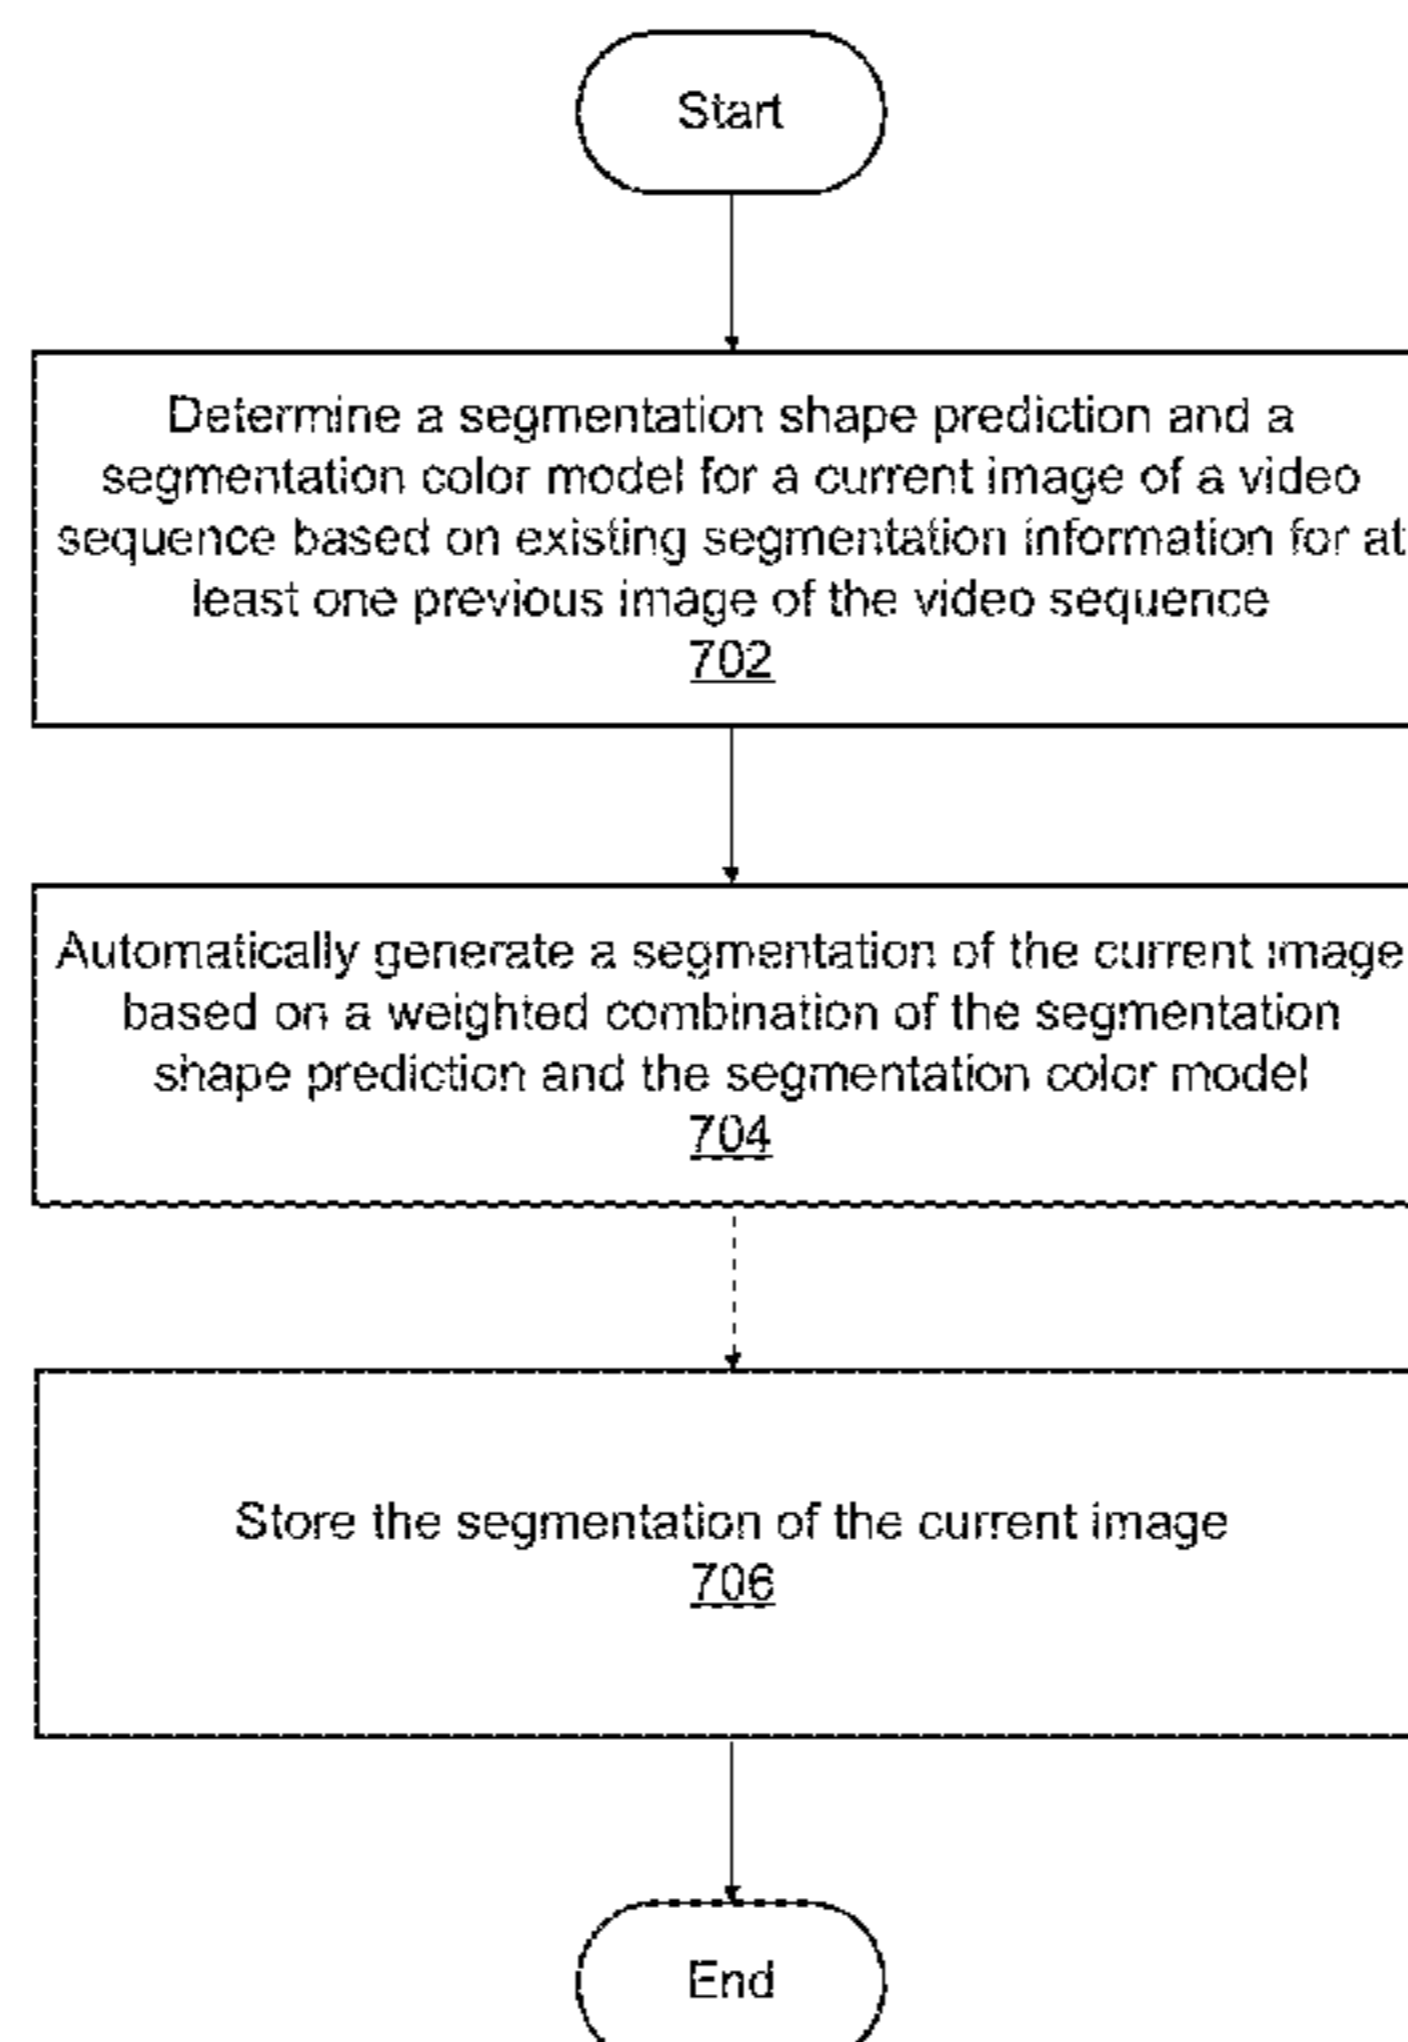 Start
Determine a segmentation shape prediction and a
segmentation color model for a current image of a video
sequence based on existing segmentation information for at
least one previous image of the video sequence
702
Automatically generate a segmentation of the current image
based on a weighted combination of the segmentation
shape prediction and the segmentation color model
704
Store the segmentation of the current image
706
End